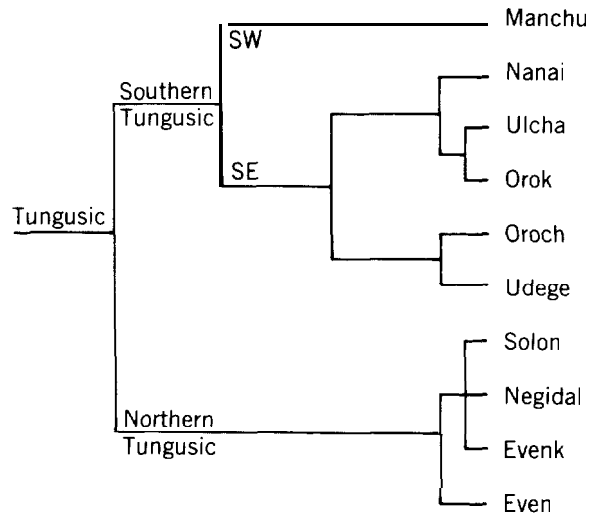 Manchu
SW
Nanai
Southern
Tungusic
Ulcha
SE
Orok
Tungusic
Oroch
Udege
Solon
Negidal
Northern
Tungusic
Evenk
Even